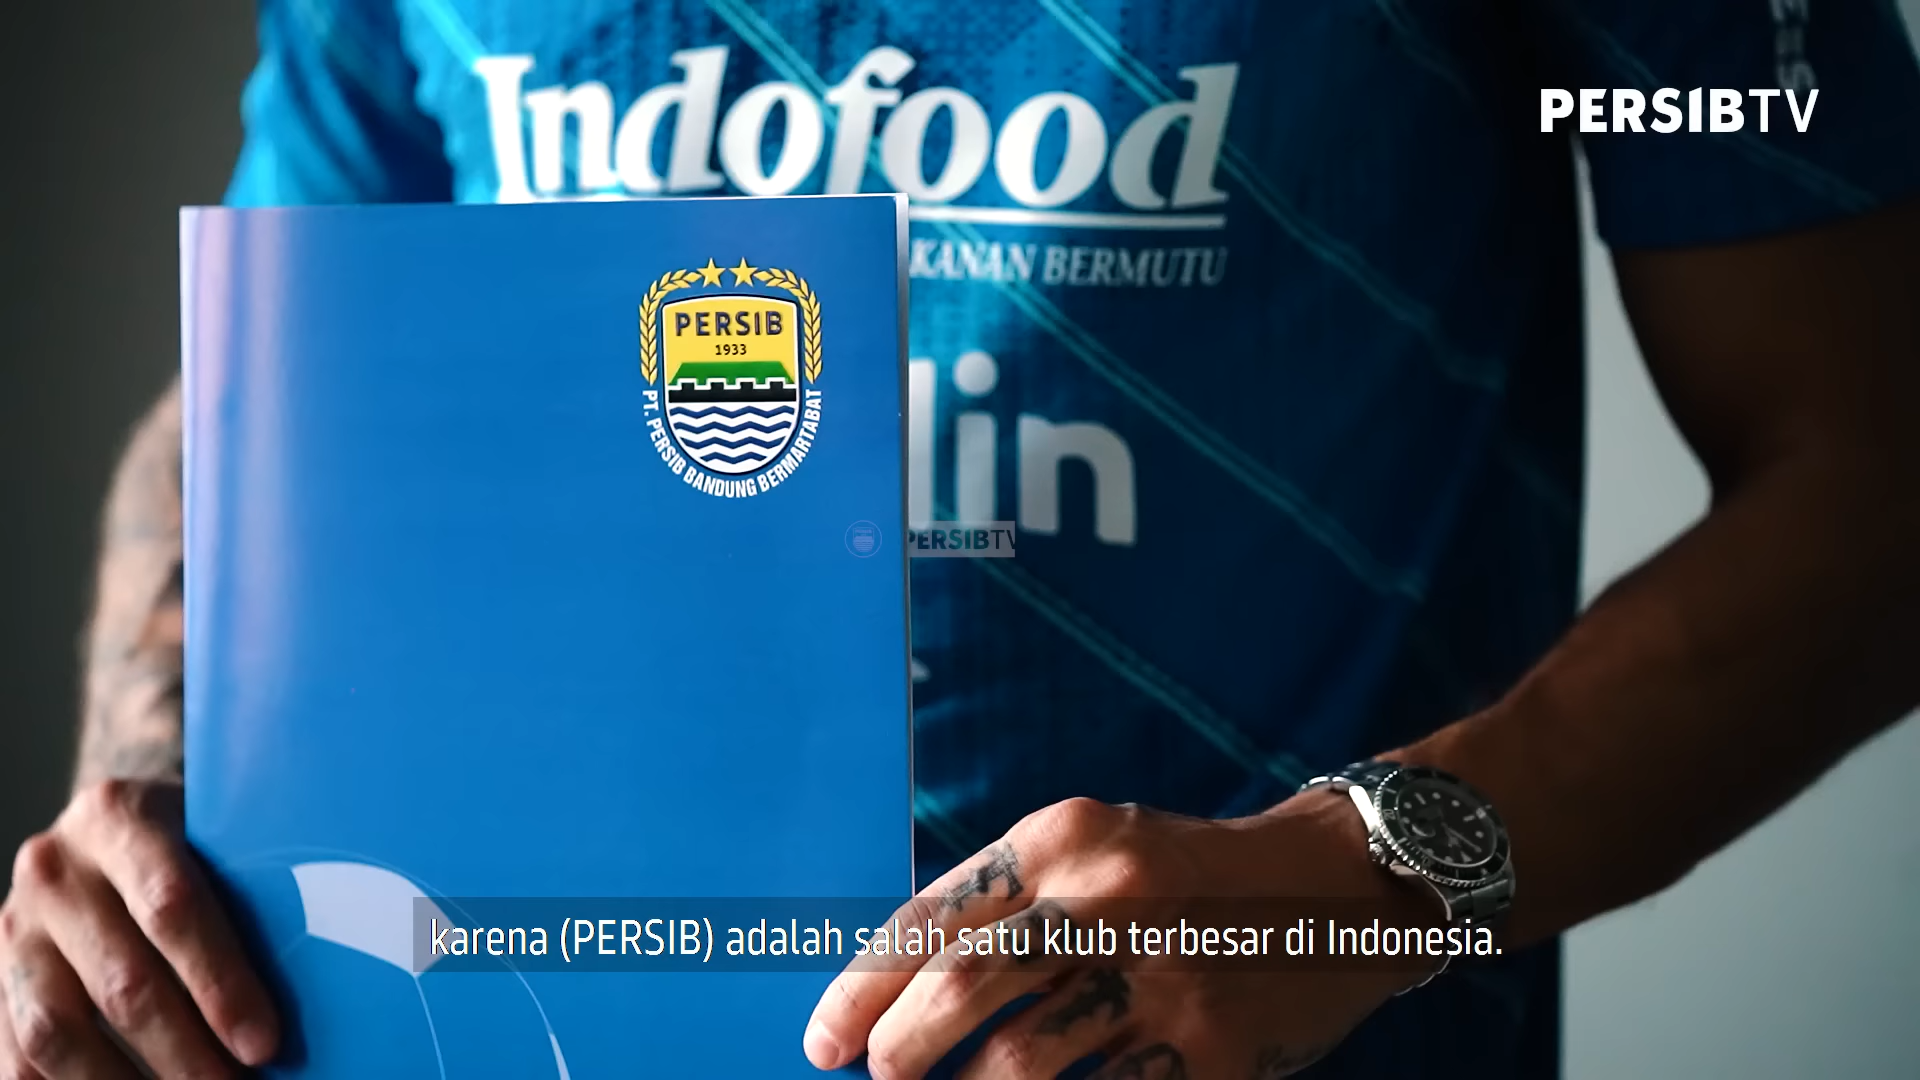 Indofood
KANAN BERMUTU
PERSIBTV
PERSIB
1933
PT. PERSIB BANDUNG BERMARTABAT
lin
PERSIBTV
karena (PERSIB) adalah salah satu klub terbesar di Indonesia.